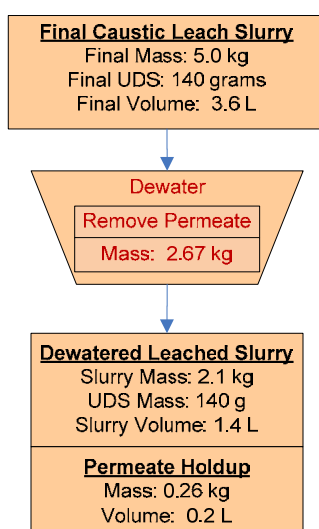 Final Caustic Leach Slurry
Final Mass: 5.0 kg
Final UDS: 140 grams
Final Volume: 3.6 L
Dewater
Remove Permeate
Mass: 2.67 kg
Dewatered Leached Slurry
Slurry Mass: 2.1 kg
UDS Mass: 140 g
Slurry Volume: 1.4 L
Permeate Holdup
Mass: 0.26 kg
Volume: 0.2 L